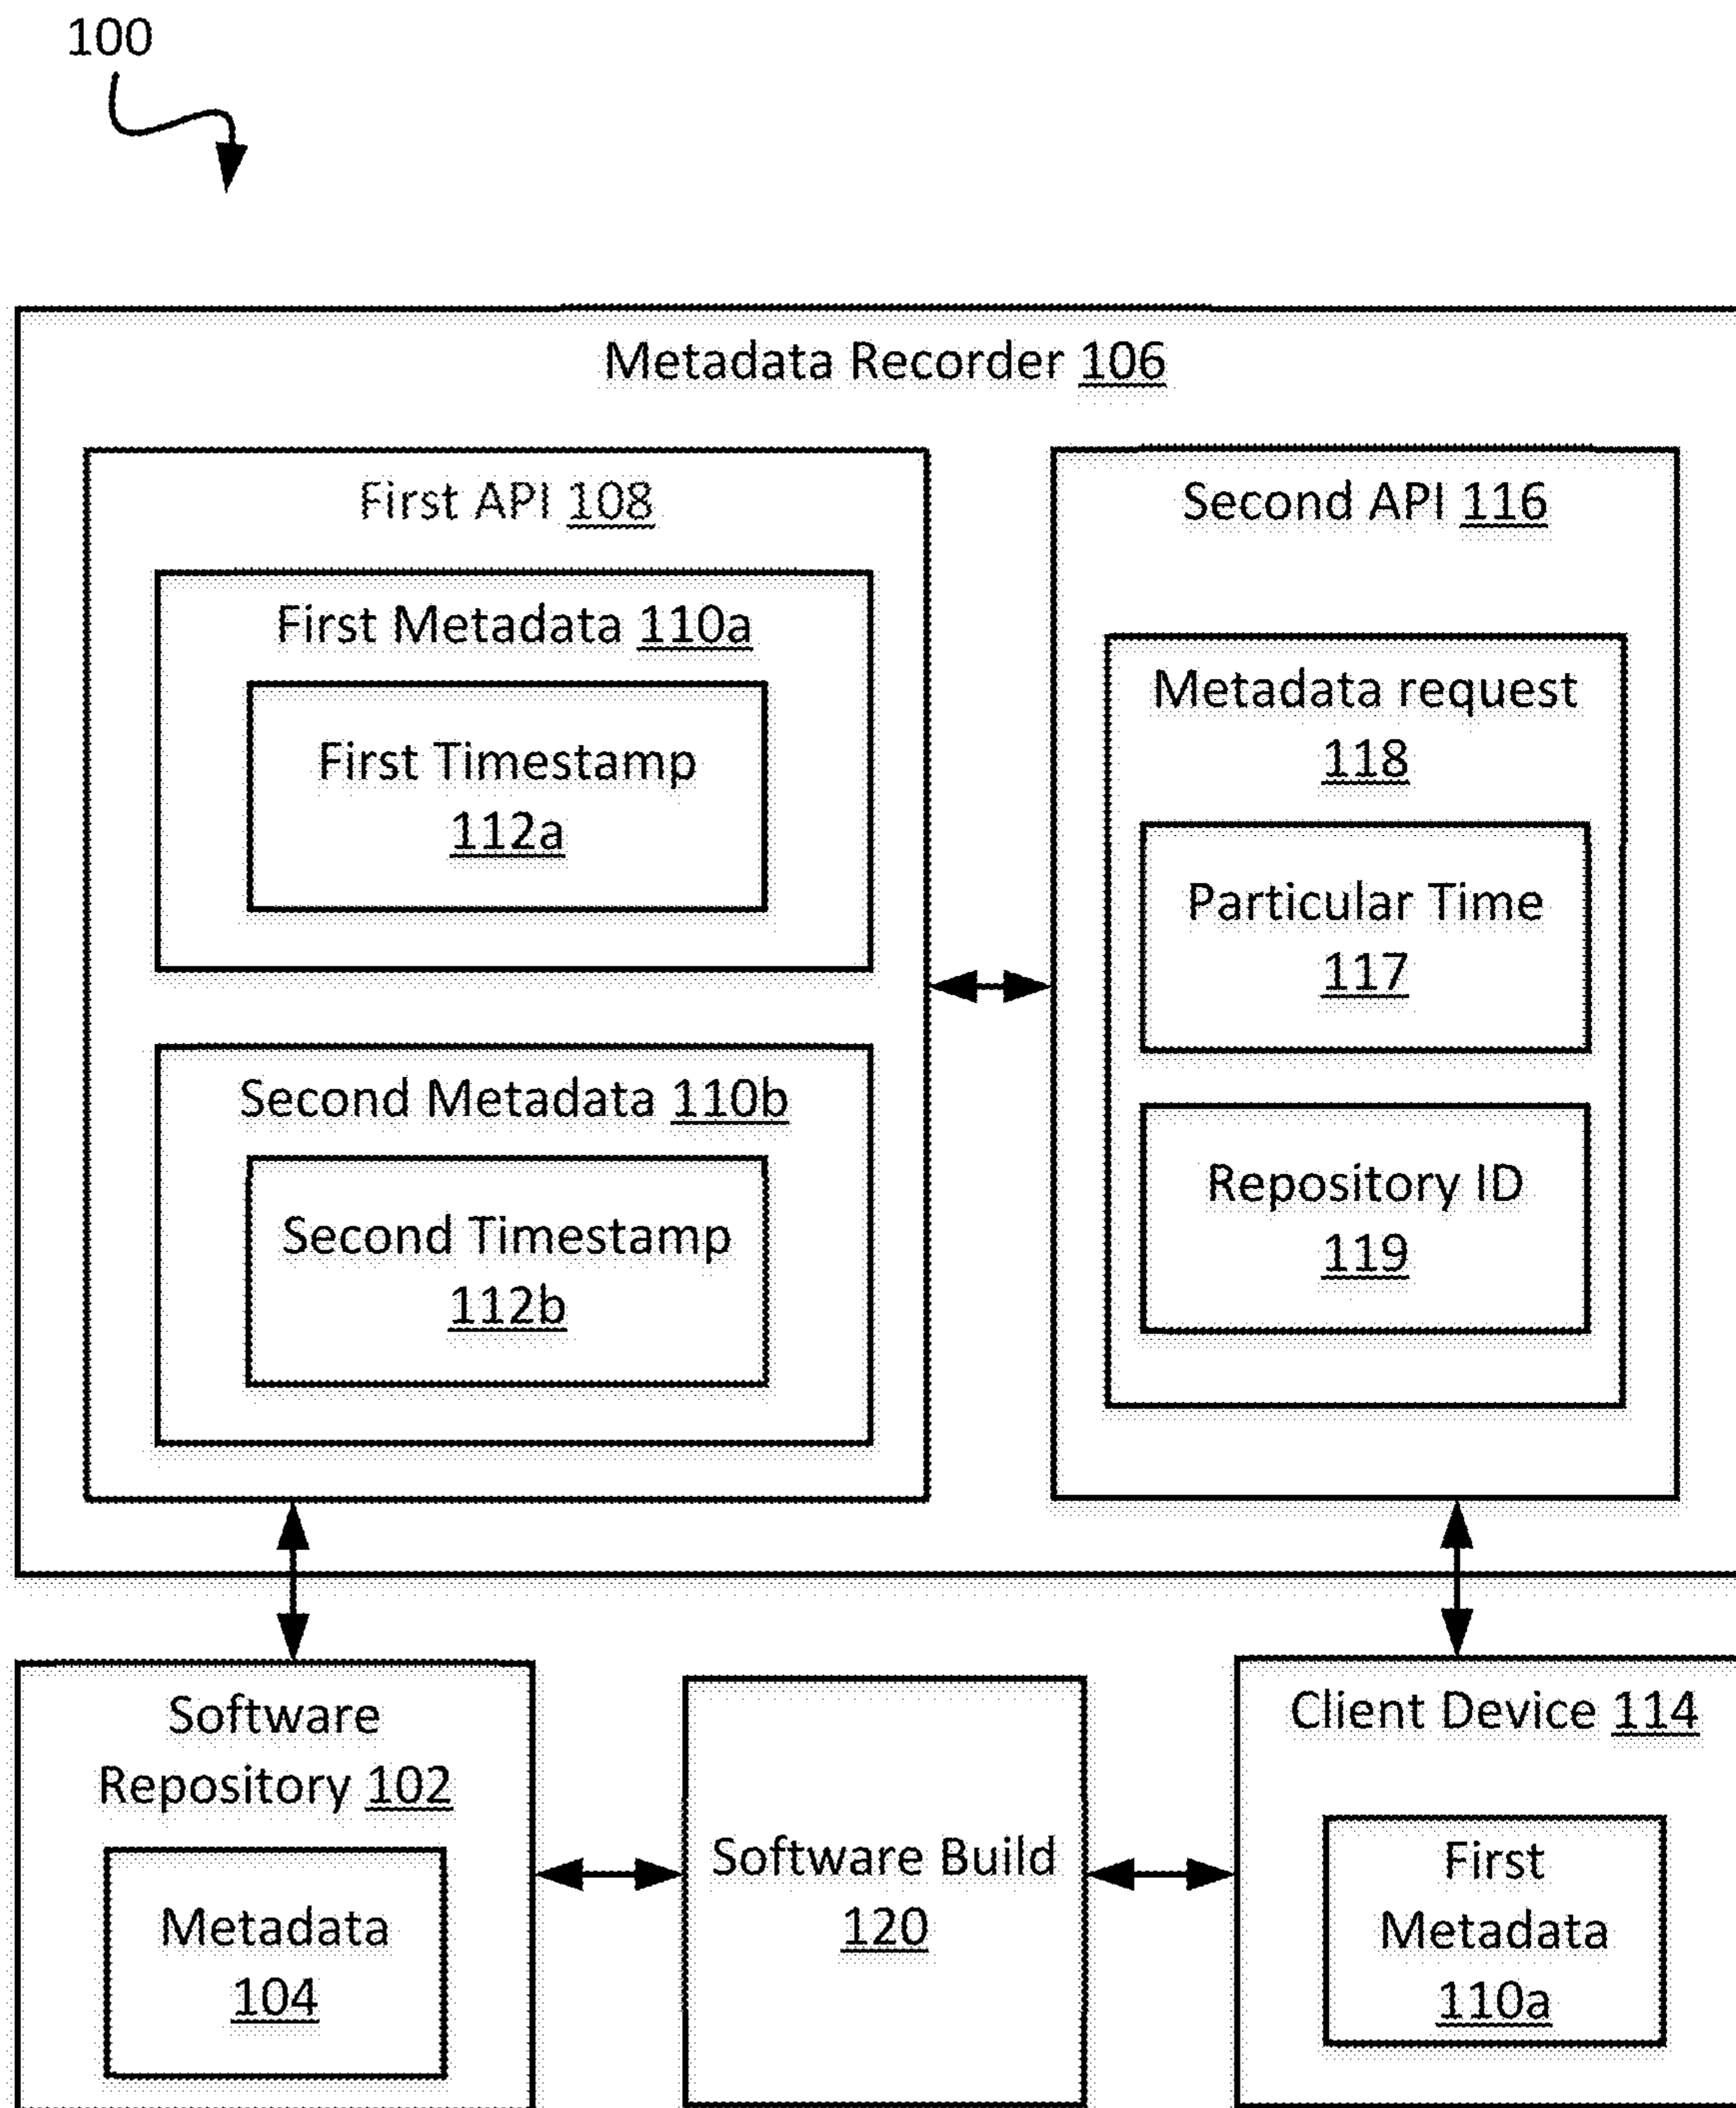 100
Metadata Recorder 106
First API 108
First Metadata 110a
First Timestamp
112a
Second Metadata 110b
Second Timestamp
112b
Second API 116
Metadata request
118
Particular Time
117
Repository ID
119
Software
Repository 102
Metadata
104
Software Build
120
Client Device 114
First
Metadata
110a